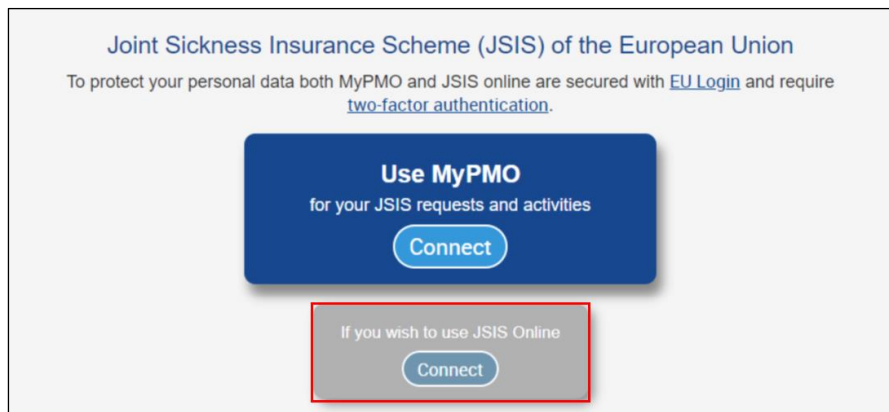 Joint Sickness Insurance Scheme (JSIS) of the European Union
To protect your personal data both MyPMO and JSIS online are secured with EU Login and require
two-factor authentication.
Use MyPMO
for your JSIS requests and activities
Connect
If you wish to use JSIS Online
Connect